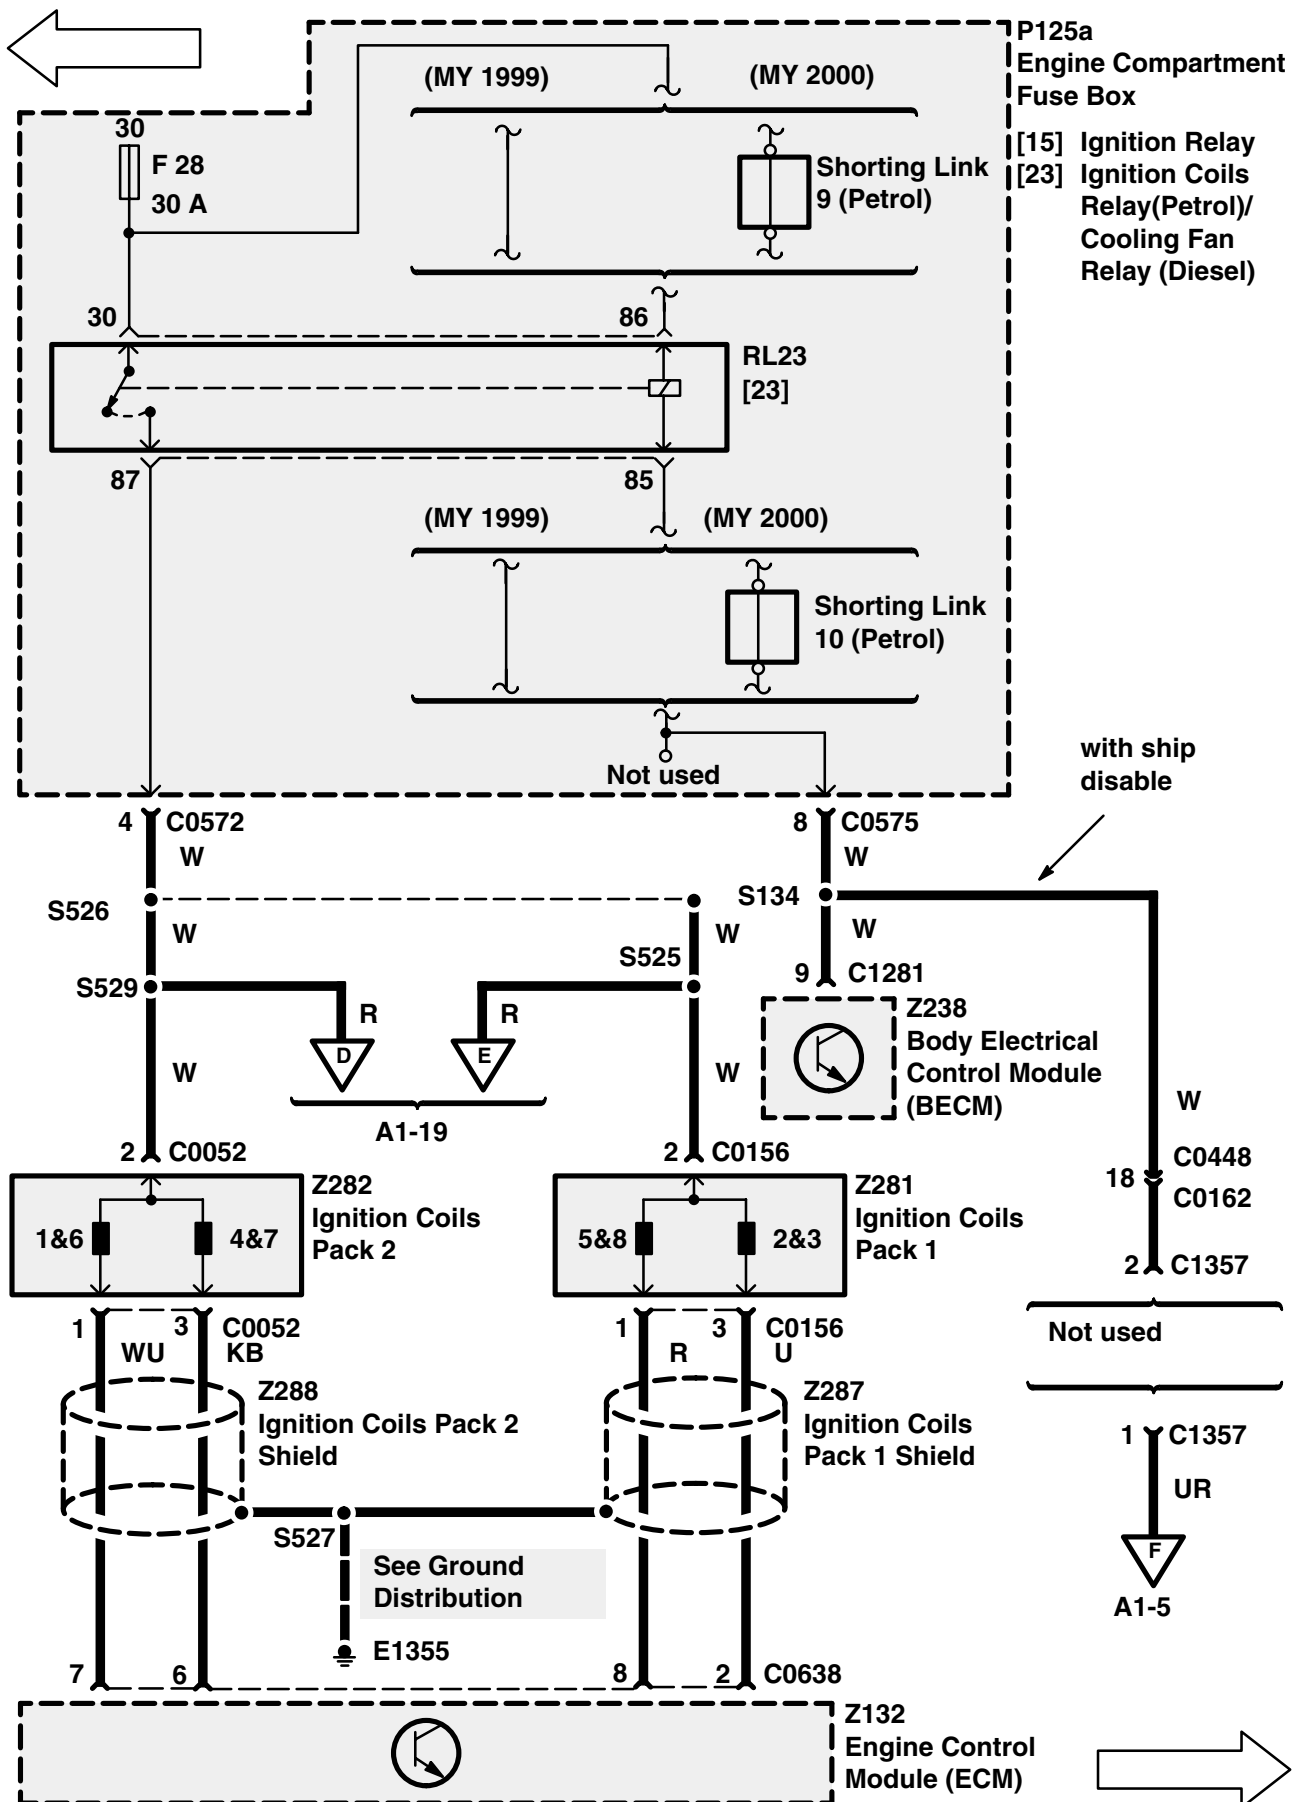 P125a
Engine Compartment
Fuse Box
[15] Ignition Relay
[23] Ignition Coils
Relay(Petrol)/
Cooling Fan
Relay (Diesel)
(MY 1999)
(MY 2000)
30
F 28
30 A
Shorting Link
9 (Petrol)
30
86
RL23
[23]
87
85
(MY 1999)
(MY 2000)
Shorting Link
10 (Petrol)
Not used
with ship
disable
4
C0572
8
C0575
W
W
S526
S134
W
W
W
S529
S525
9
C1281
R
R
D
E
Z238
Body Electrical
Control Module
(BECM)
W
W
W
A1-19
2
C0052
2
C0156
C0448
18
C0162
Z282
Ignition Coils
Pack 2
1&6
4&7
Z281
Ignition Coils
Pack 1
5&8
2&3
2
C1357
1
3
C0052
1
3
C0156
WU
KB
R
U
Not used
Z288
Ignition Coils Pack 2
Shield
Z287
Ignition Coils
Pack 1 Shield
1
C1357
UR
S527
See Ground
Distribution
F
A1-5
E1355
7
6
8
2
C0638
Z132
Engine Control
Module (ECM)